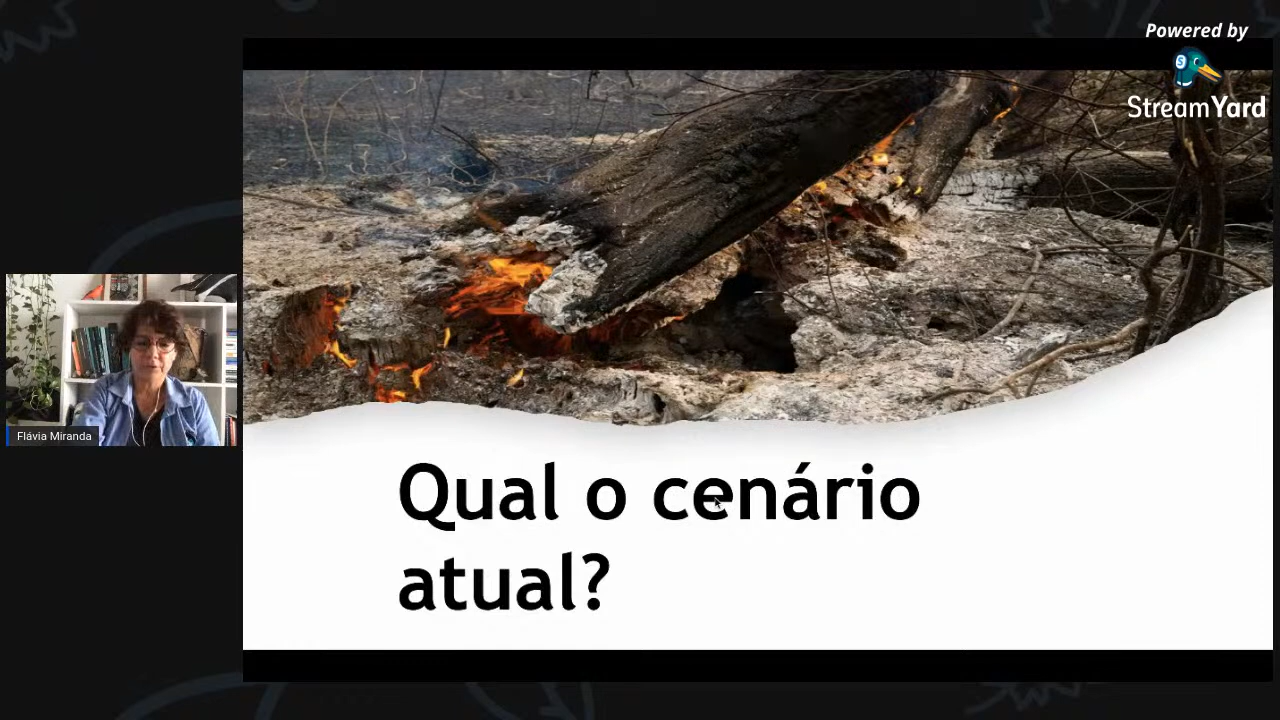 Powered by
StreamYard
Flávia Miranda
Qual o cenário
atual?